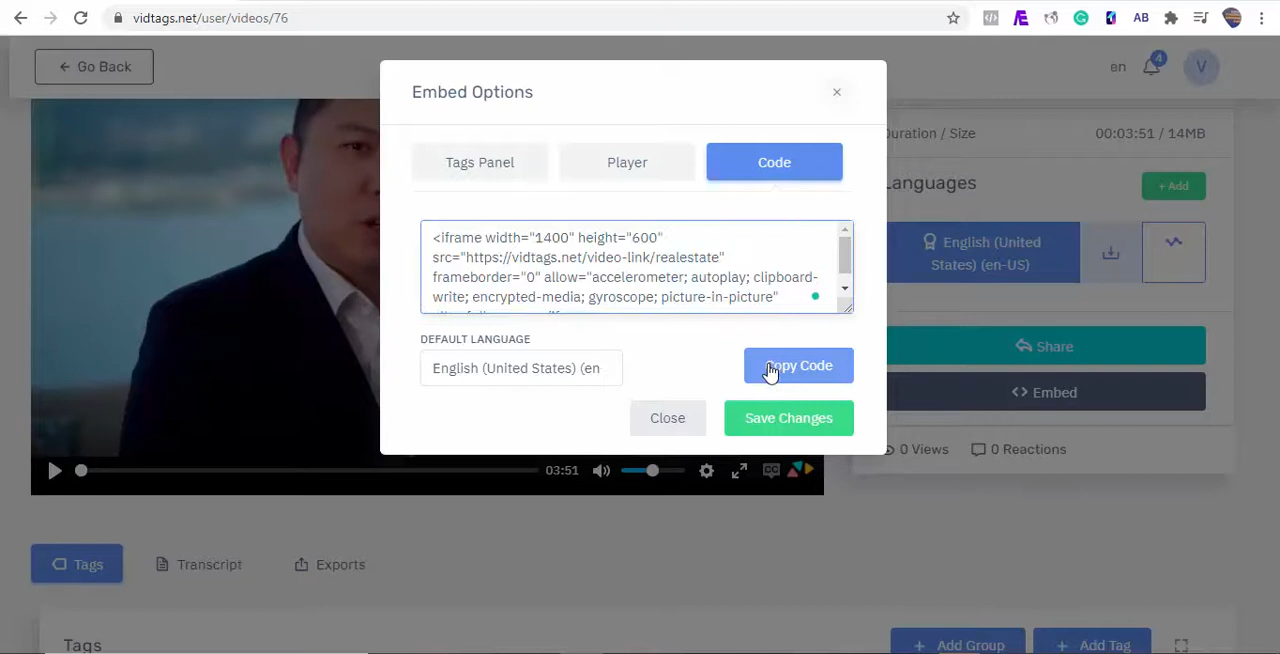 vidtags.net/user/videos/76
AB
Go Back
en
4
V
Embed Options
Tags Panel
Player
Code
<iframe width="1400" height="600"
src="https://vidtags.net/video-link/realestate"
frameborder="0" allow="accelerometer; autoplay; clipboard-
write; encrypted-media; gyroscope; picture-in-picture"
DEFAULT LANGUAGE
English (United States) (en
Copy Code
Close
Save Changes
Duration / Size
00:03:51 / 14MB
Languages
+ Add
English (United
States) (en-US)
Share
<> Embed
0 Views
0 Reactions
03:51
CC
Tags
Transcript
Exports
Tags
+ Add Group
+ Add Tag